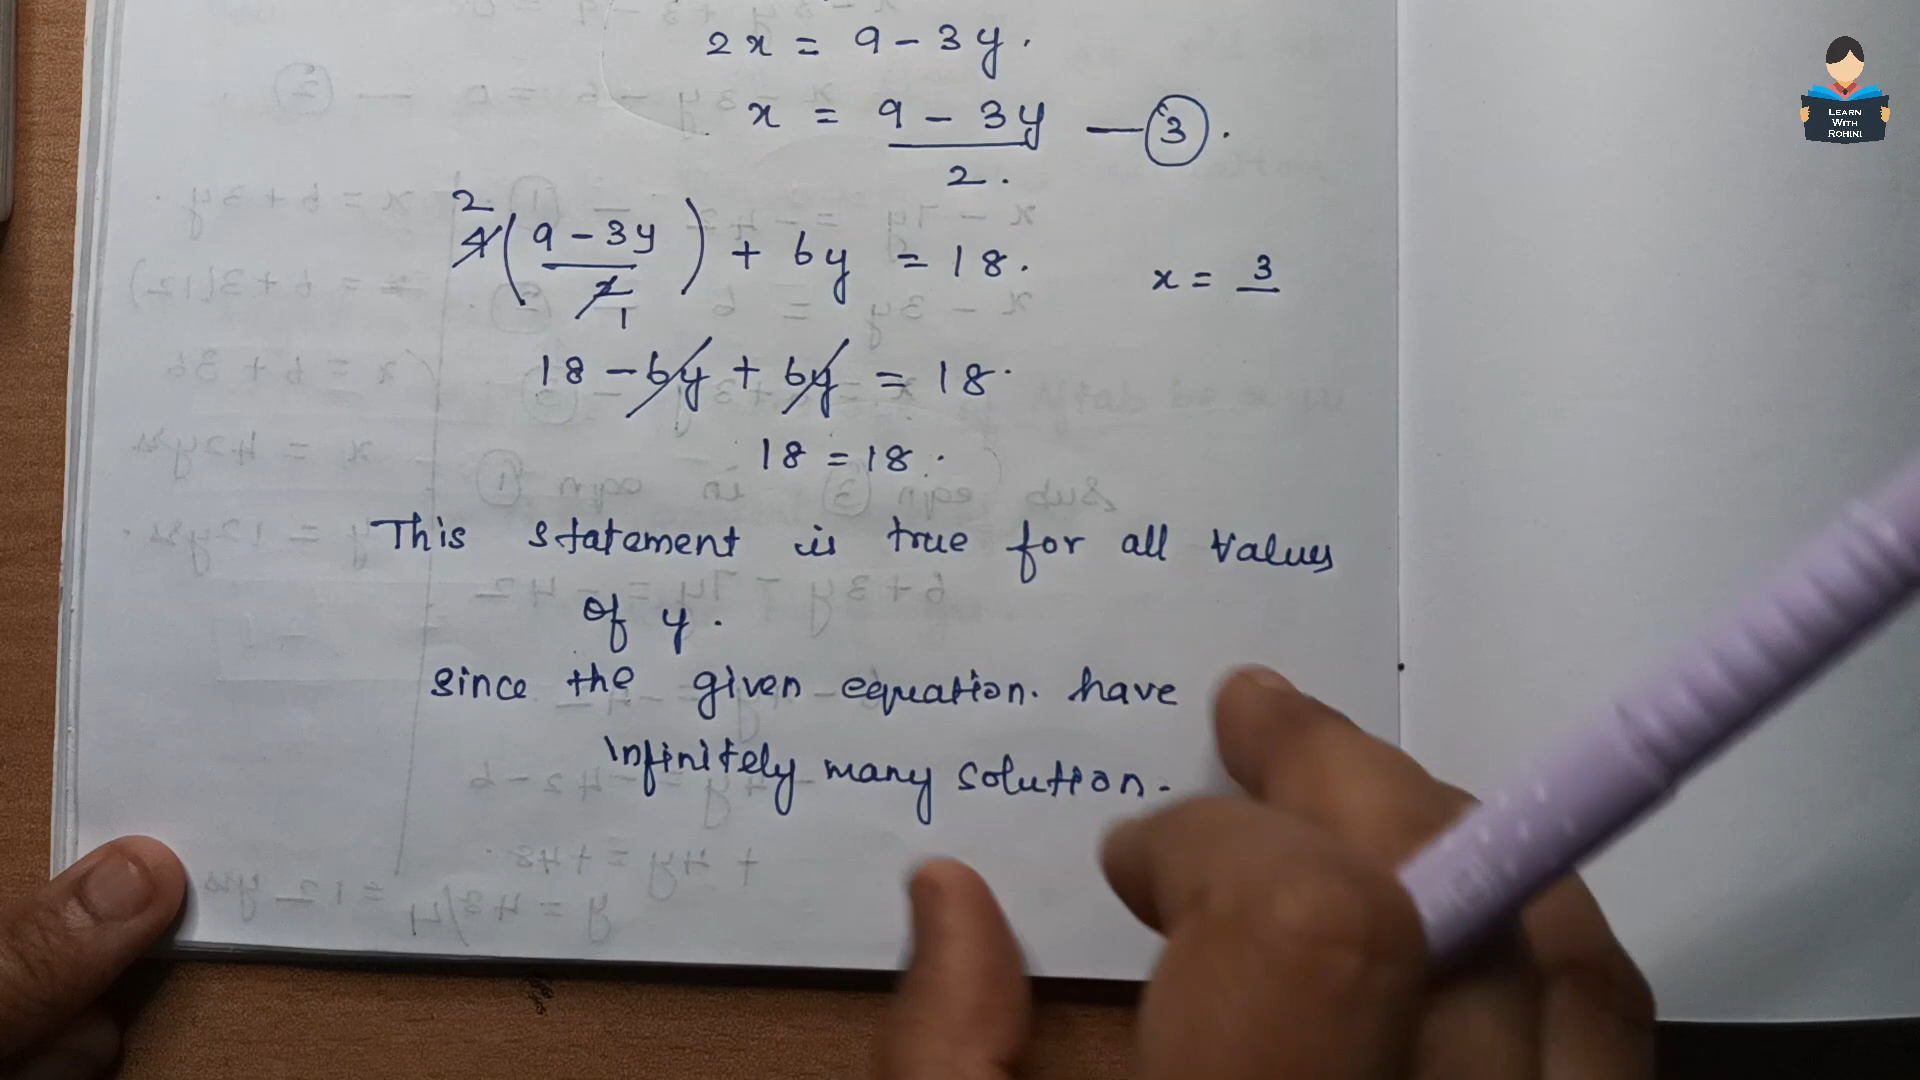 2x = 9 - 3y.
x = 9 - 3y — ③.
2.
2
4(9 - 3y / 2) + 6y = 18.
1
x = 3
18 - 6y + 6y = 18.
18 = 18.
This statement is true for all values
of y.
since the given equation. have
Infinitely many solution.
LEARN
WITH
ROHINI